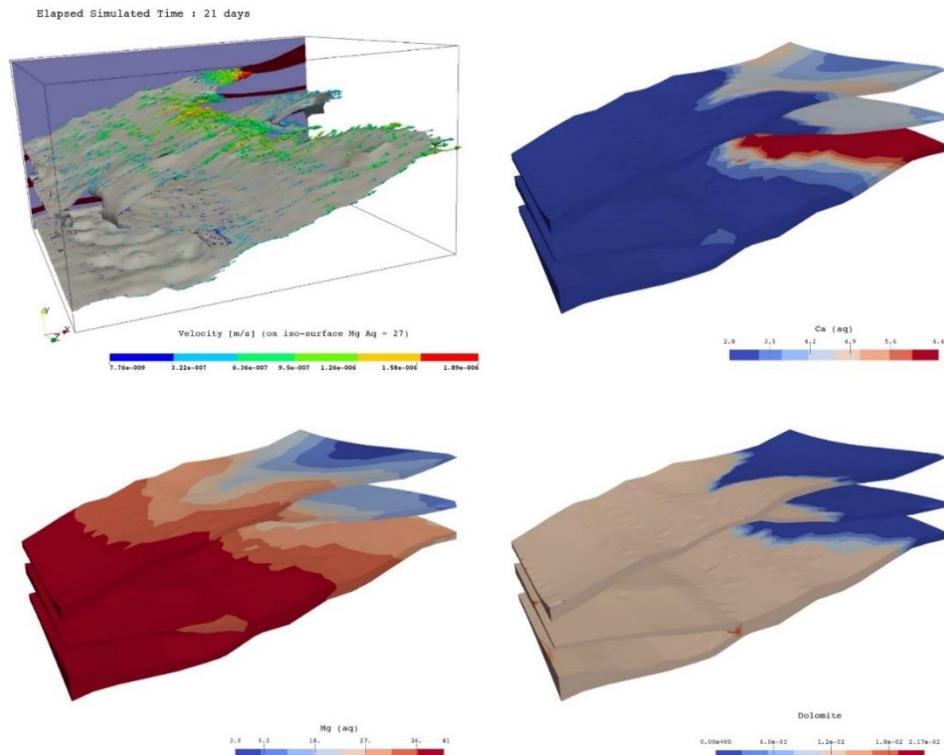 Elapsed Simulated Time : 21 days
Y
X
Z
Velocity [m/s] (on iso-surface Mg Aq = 27)
7.76e-009 3.22e-007 6.36e-007 9.5e-007 1.26e-006 1.58e-006 1.89e-006
Ca (aq)
2.8 3.5 4.2 4.9 5.6 6.6
Mg (aq)
9.0 18. 27. 36. 41
Dolomite
0.00e+00 6.0e-03 1.2e-02 1.8e-02 2.17e-02